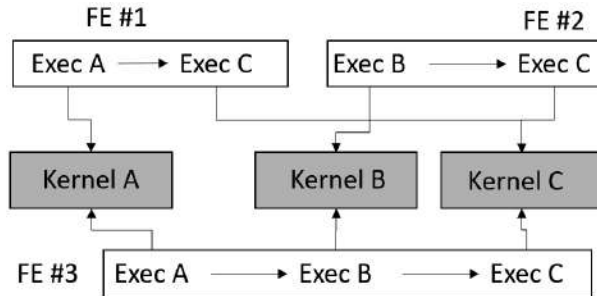 FE #1
FE #2
Exec A
Exec C
Exec B
Exec C
Kernel A
Kernel B
Kernel C
FE #3
Exec A
Exec B
Exec C